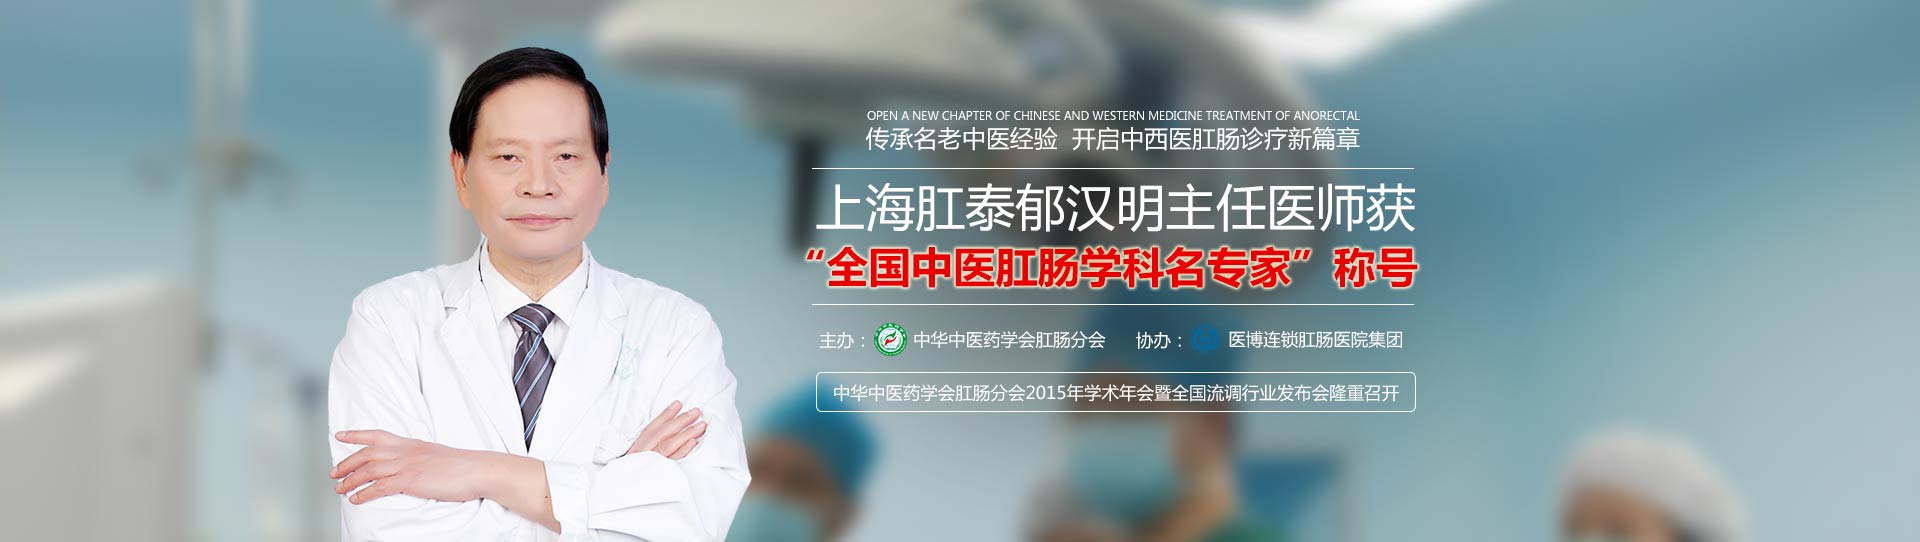 OPEN A NEW CHAPTER OF CHINESE AND WESTERN MEDICINE TREATMENT OF ANORECTAL
传承名老中医经验 开启中西医肛肠诊疗新篇章
上海肛泰郁汉明主任医师获
“全国中医肛肠学科名专家”称号
主办：中华中医药学会肛肠分会 协办：医博连锁肛肠医院集团
中华中医药学会肛肠分会2015年学术年会暨全国流调行业发布会隆重召开